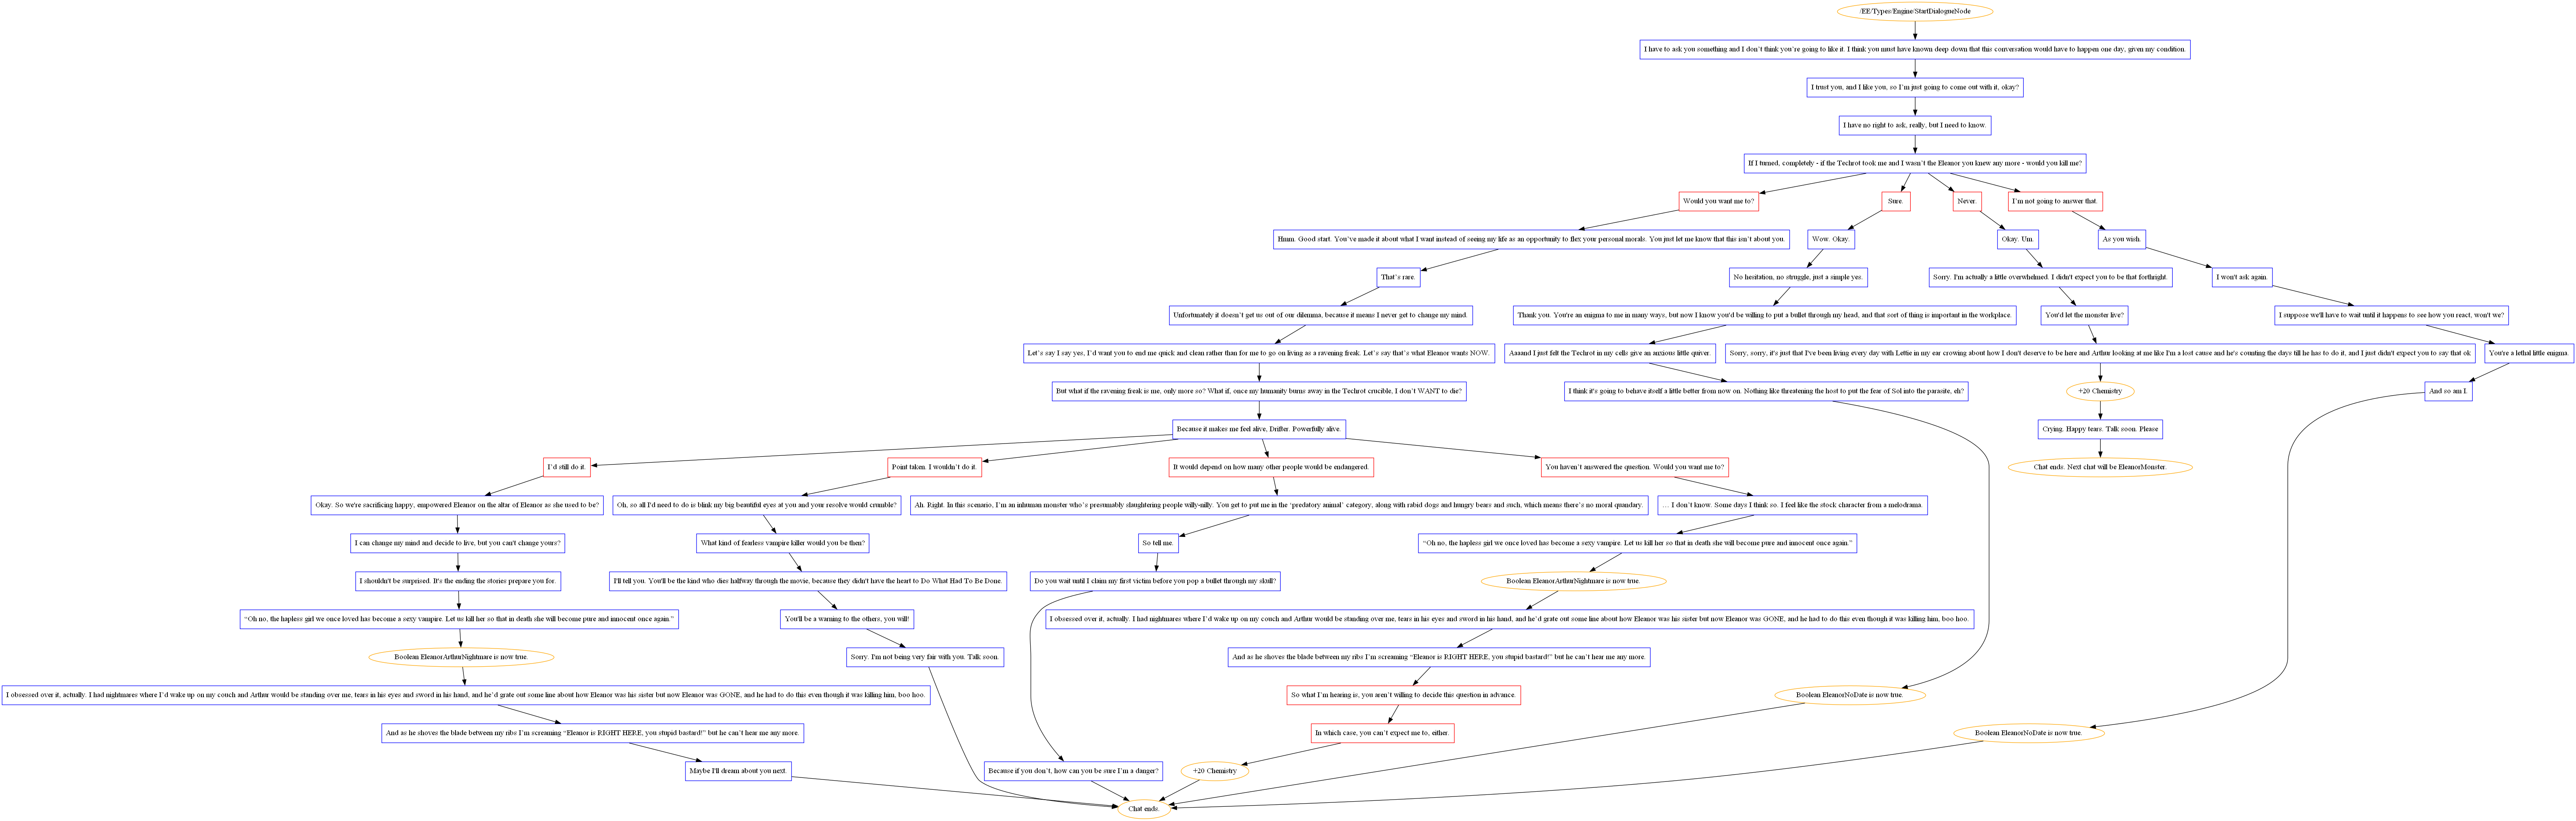 /EE/Types/Engine/StartDialogueNode
I have to ask you something and I don't think you're going to like it. I think you must have known deep down that this conversation would have to happen one day, given my condition.
I trust you, and I like you, so I'm just going to come out with it, okay?
I have no right to ask, really, but I need to know.
If I turned, completely - if the Techrot took me and I wasn't the Eleanor you knew any more - would you kill me?
Would you want me to?
Sure.
Never.
I'm not going to answer that.
Hmm. Good start. You've made it about what I want instead of seeing my life as an opportunity to flex your personal morals. You just let me know that this isn't about you.
Wow. Okay.
Okay. Um.
As you wish.
That's rare.
No hesitation, no struggle, just a simple yes.
Sorry. I'm actually a little overwhelmed. I didn't expect you to be that forthright.
I won't ask again.
Unfortunately it doesn't get us out of our dilemma, because it means I never get to change my mind.
Thank you. You're an enigma to me in many ways, but now I know you'd be willing to put a bullet through my head, and that sort of thing is important in the workplace.
You'd let the monster live?
I suppose we'll have to wait until it happens to see how you react, won't we?
Let's say I say yes, I'd want you to end me quick and clean rather than for me to go on living as a ravening freak. Let's say that's what Eleanor wants NOW.
Aaaand I just felt the Techrot in my cells give an anxious little quiver.
Sorry, sorry, it's just that I've been living every day with Lettie in my ear crowing about how I don't deserve to be here and Arthur looking at me like I'm a lost cause and he's counting the days till he has to do it, and I just didn't expect you to say that ok
You're a lethal little enigma.
But what if the ravening freak is me, only more so? What if, once my humanity burns away in the Techrot crucible, I don't WANT to die?
I think it's going to behave itself a little better from now on. Nothing like threatening the host to put the fear of Sol into the parasite, eh?
+20 Chemistry
And so am I.
Because it makes me feel alive, Drifter. Powerfully alive.
Crying. Happy tears. Talk soon. Please
I'd still do it.
Point taken. I wouldn't do it.
It would depend on how many other people would be endangered.
You haven't answered the question. Would you want me to?
Chat ends. Next chat will be EleanorMonster.
Okay. So we're sacrificing happy, empowered Eleanor on the altar of Eleanor as she used to be?
Oh, so all I'd need to do is blink my big beautiful eyes at you and your resolve would crumble?
Ah. Right. In this scenario, I'm an inhuman monster who's presumably slaughtering people willy-nilly. You get to put me in the 'predatory animal' category, along with rabid dogs and hungry bears and such, which means there's no moral quandary.
... I don't know. Some days I think so. I feel like the stock character from a melodrama.
I can change my mind and decide to live, but you can't change yours?
What kind of fearless vampire killer would you be then?
So tell me.
“Oh no, the hapless girl we once loved has become a sexy vampire. Let us kill her so that in death she will become pure and innocent once again.”
I shouldn't be surprised. It's the ending the stories prepare you for.
I'll tell you. You'll be the kind who dies halfway through the movie, because they didn't have the heart to Do What Had To Be Done.
Do you wait until I claim my first victim before you pop a bullet through my skull?
Boolean EleanorArthurNightmare is now true.
“Oh no, the hapless girl we once loved has become a sexy vampire. Let us kill her so that in death she will become pure and innocent once again.”
You'll be a warning to the others, you will!
I obsessed over it, actually. I had nightmares where I'd wake up on my couch and Arthur would be standing over me, tears in his eyes and sword in his hand, and he'd grate out some line about how Eleanor was his sister but now Eleanor was GONE, and he had to do this even though it was killing him, boo hoo.
Boolean EleanorArthurNightmare is now true.
Sorry. I'm not being very fair with you. Talk soon.
And as he shoves the blade between my ribs I'm screaming “Eleanor is RIGHT HERE, you stupid bastard!” but he can't hear me any more.
I obsessed over it, actually. I had nightmares where I'd wake up on my couch and Arthur would be standing over me, tears in his eyes and sword in his hand, and he'd grate out some line about how Eleanor was his sister but now Eleanor was GONE, and he had to do this even though it was killing him, boo hoo.
So what I'm hearing is, you aren't willing to decide this question in advance.
Boolean EleanorNoDate is now true.
And as he shoves the blade between my ribs I'm screaming “Eleanor is RIGHT HERE, you stupid bastard!” but he can't hear me any more.
In which case, you can't expect me to, either.
Boolean EleanorNoDate is now true.
Maybe I'll dream about you next.
Because if you don't, how can you be sure I'm a danger?
+20 Chemistry
Chat ends.